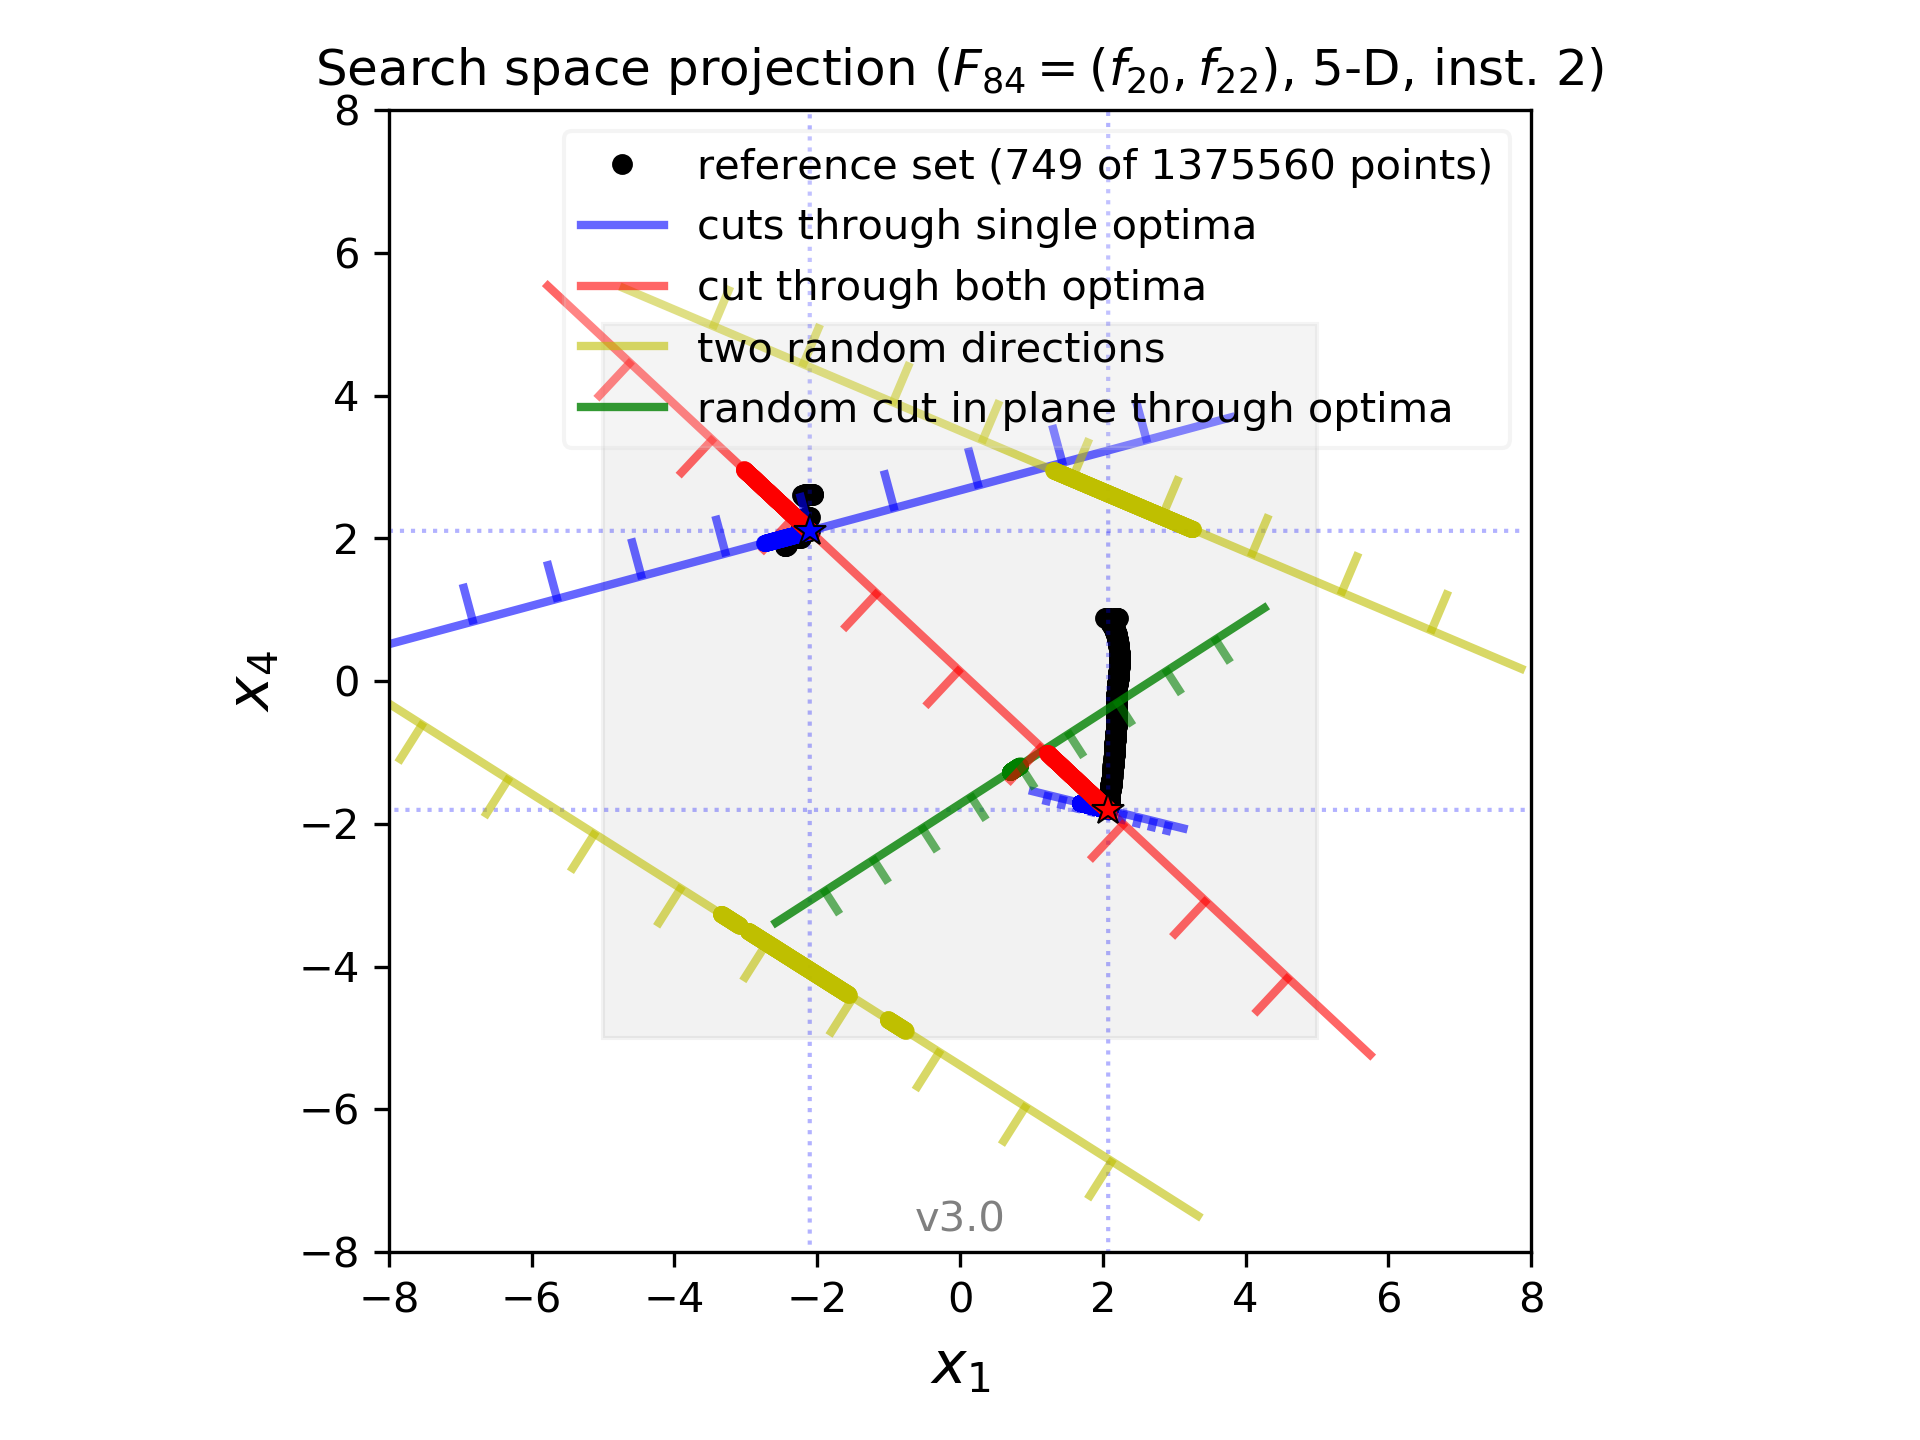 Search space projection (F84 = (f20, f22), 5-D, inst. 2)
reference set (749 of 1375560 points)
cuts through single optima
cut through both optima
two random directions
random cut in plane through optima
8
6
4
2
0
−2
−4
−6
−8
x4
v3.0
−8 −6 −4 −2 0 2 4 6 8
x1